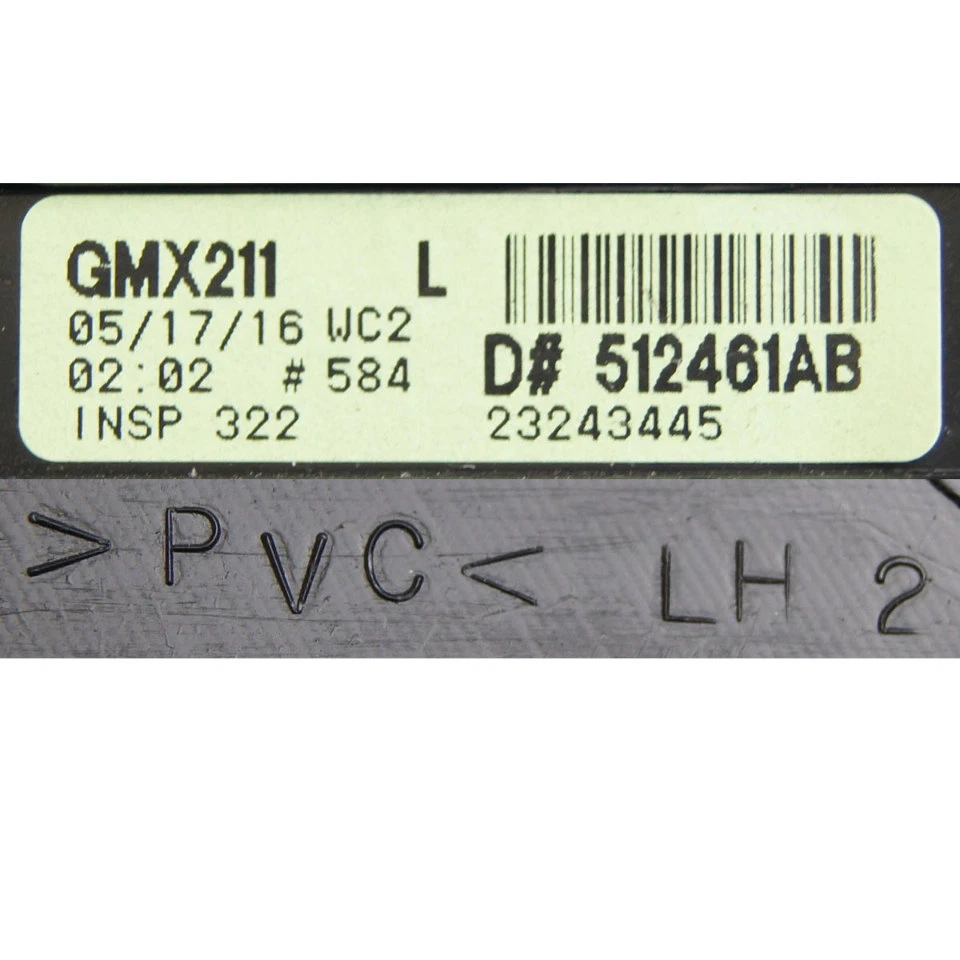 GMX211 L
05/17/16 WC2
02:02 # 584
INSP 322
D# 512461AB
23243445
>PVC< LH 2